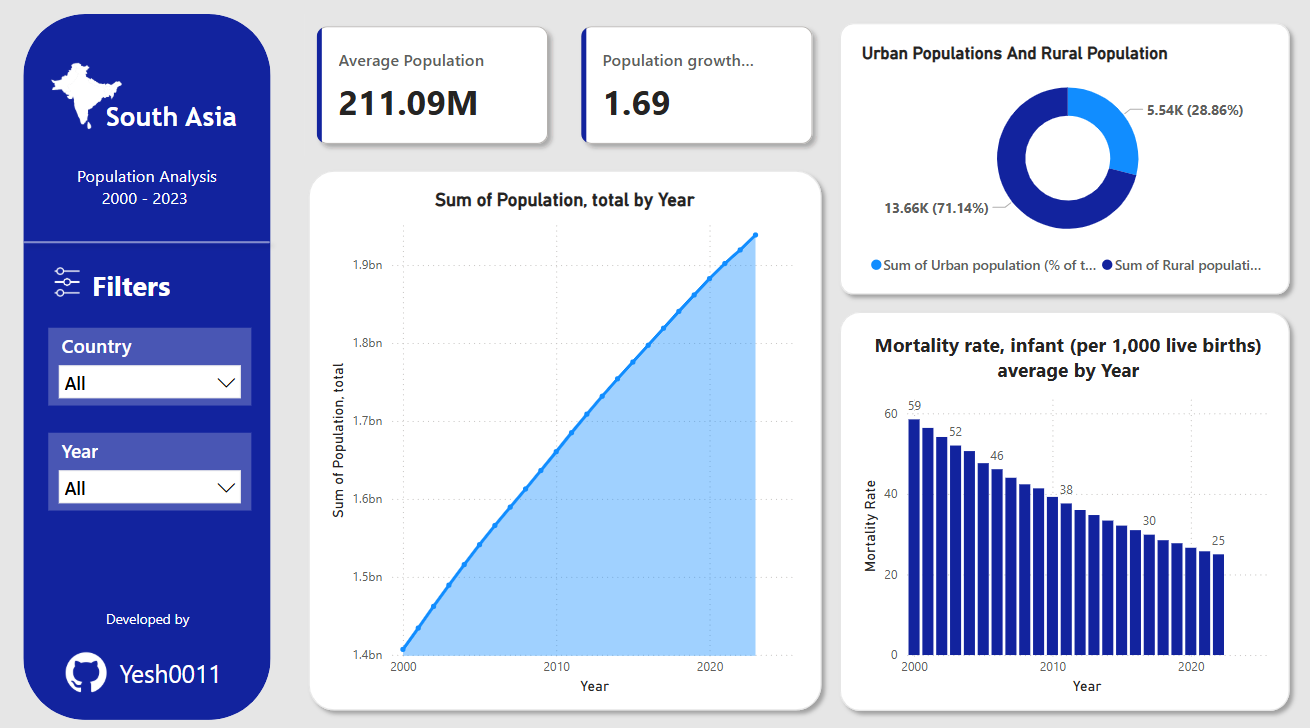 South Asia
Population Analysis
2000 - 2023
Filters
Country
All
Year
All
Developed by
Yesh0011
Average Population
211.09M
Population growth...
1.69
Sum of Population, total by Year
Sum of Population, total
1.9bn
1.8bn
1.7bn
1.6bn
1.5bn
1.4bn
2000 2010 2020
Year
Urban Populations And Rural Population
5.54K (28.86%)
13.66K (71.14%)
Sum of Urban population (% of t... Sum of Rural populati...
Mortality rate, infant (per 1,000 live births)
average by Year
Mortality Rate
60
40
20
0
59
52
46
38
30
25
2000 2010 2020
Year